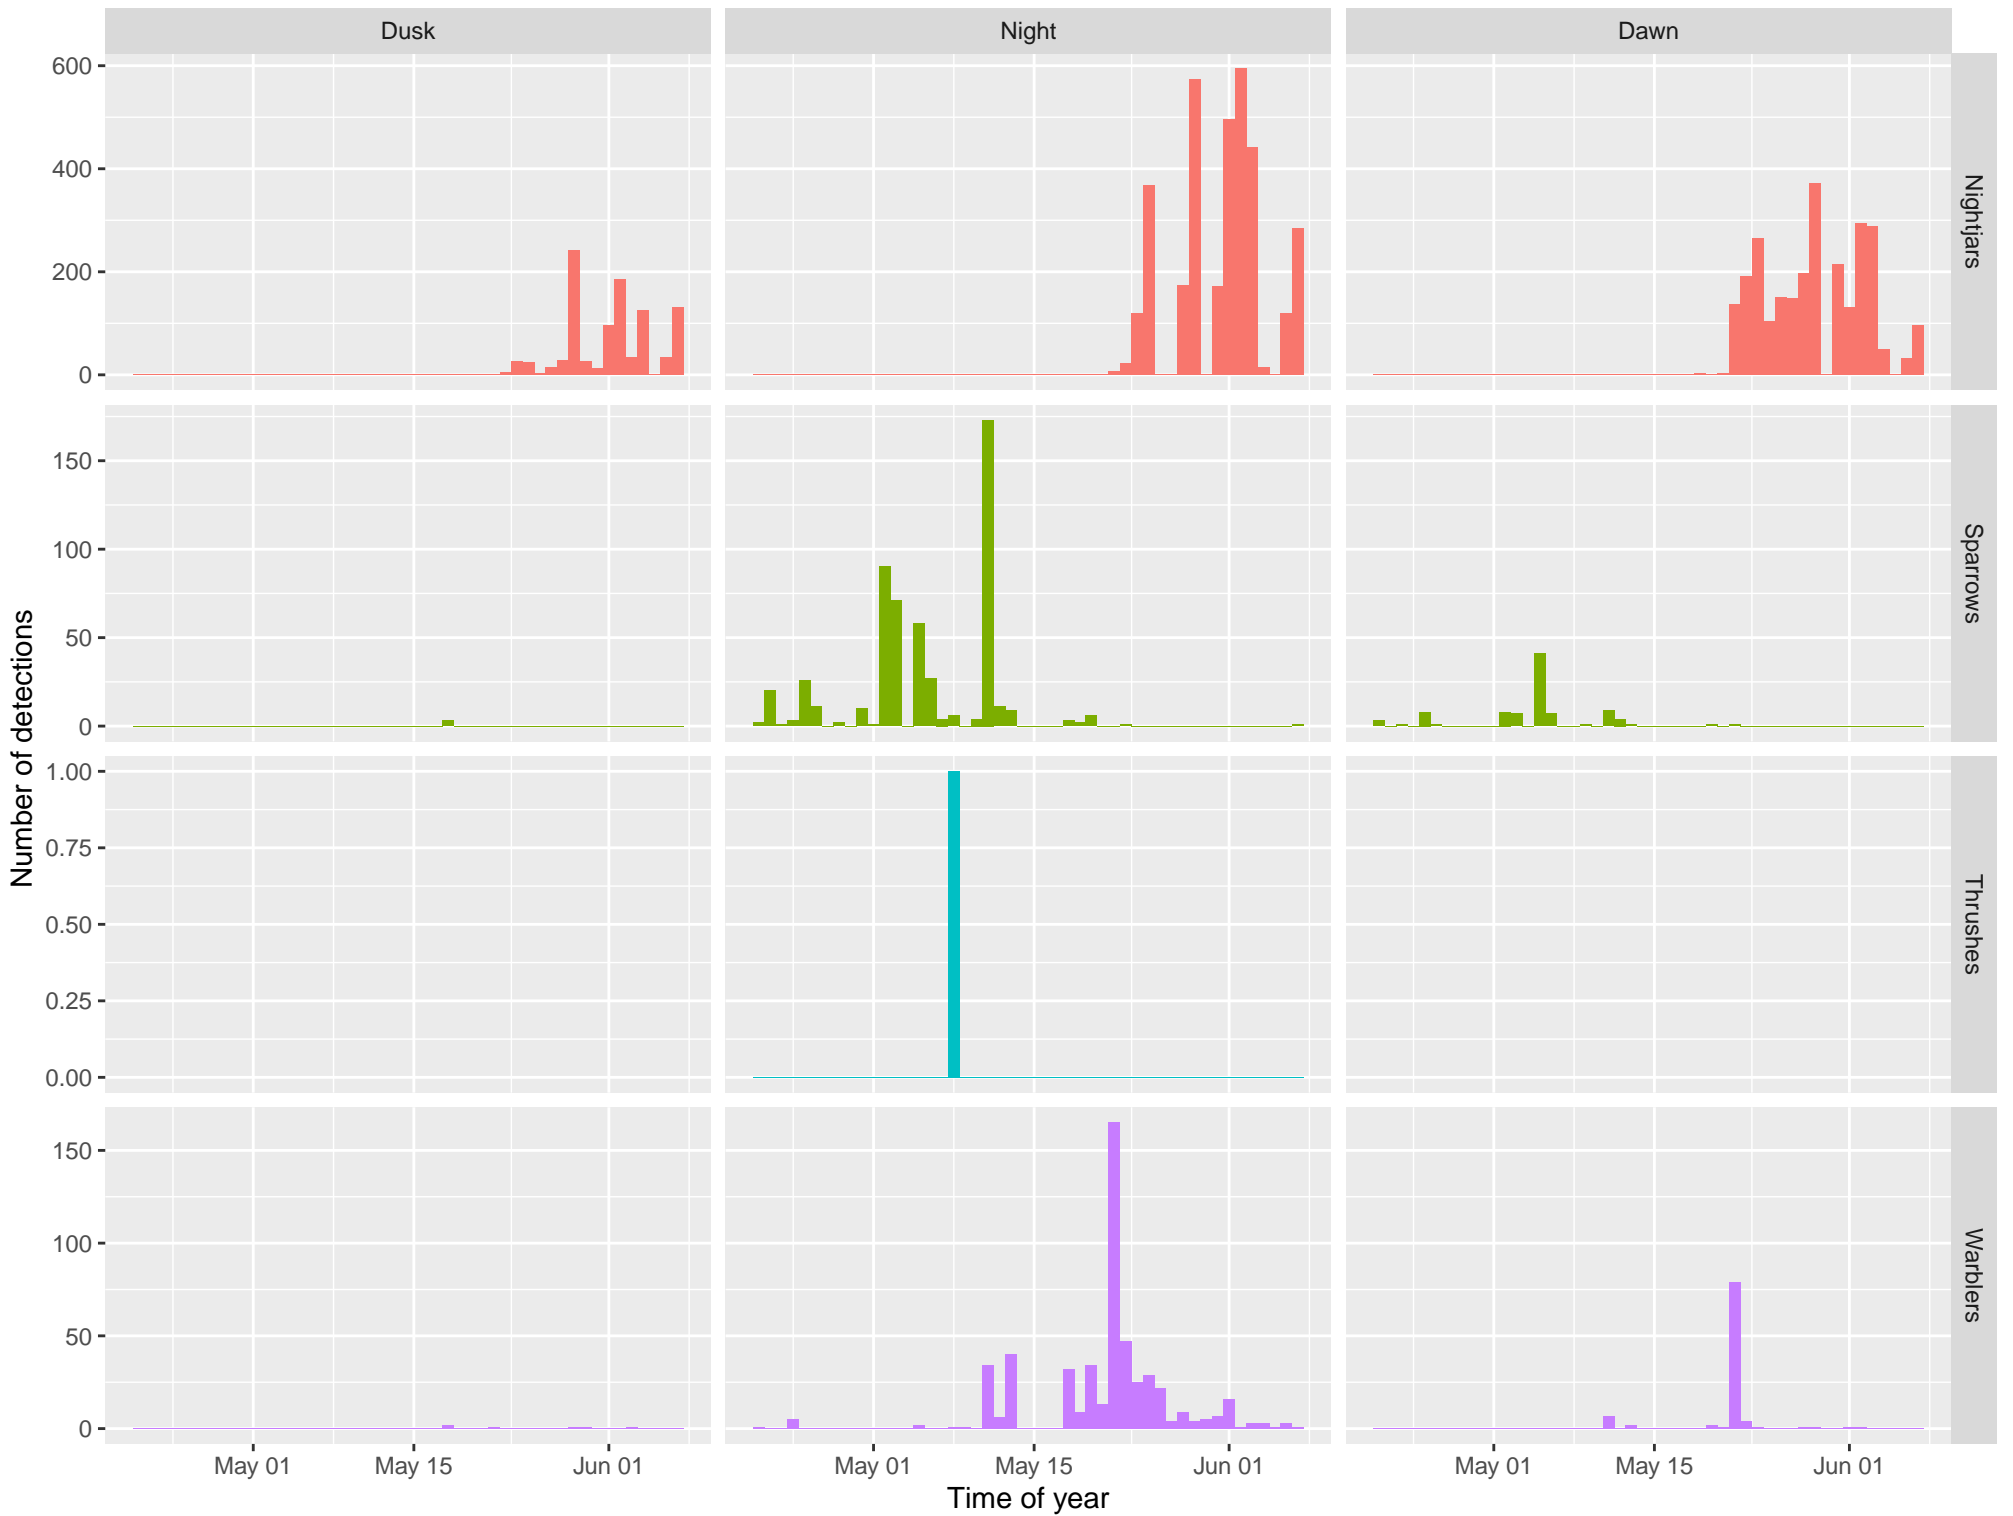 Dusk
Night
Dawn
600
400
200
0
Nightjars
150
100
50
0
Sparrows
1.00
0.75
0.50
0.25
0.00
Thrushes
150
100
50
0
Warblers
Number of detections
May 01
May 15
Jun 01
May 01
May 15
Jun 01
May 01
May 15
Jun 01
Time of year